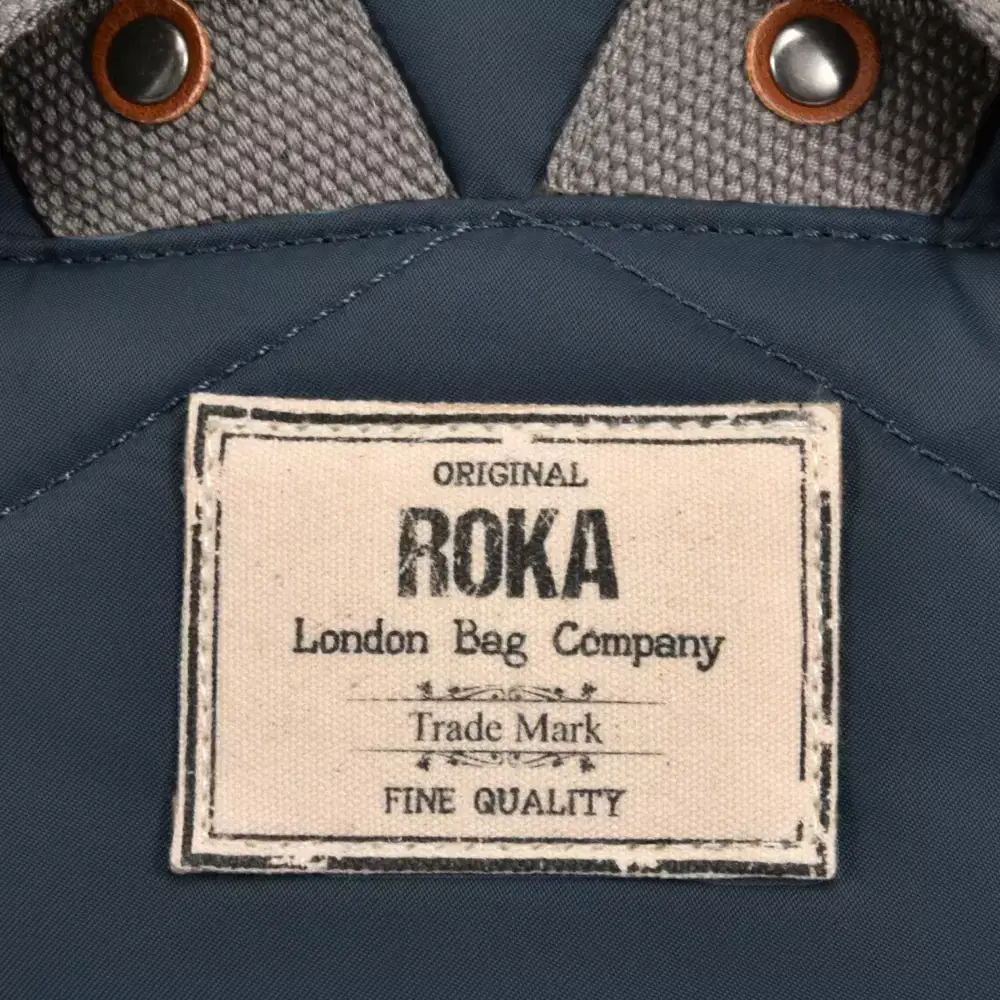 ORIGINAL
ROKA
London Bag Company
Trade Mark
FINE QUALITY